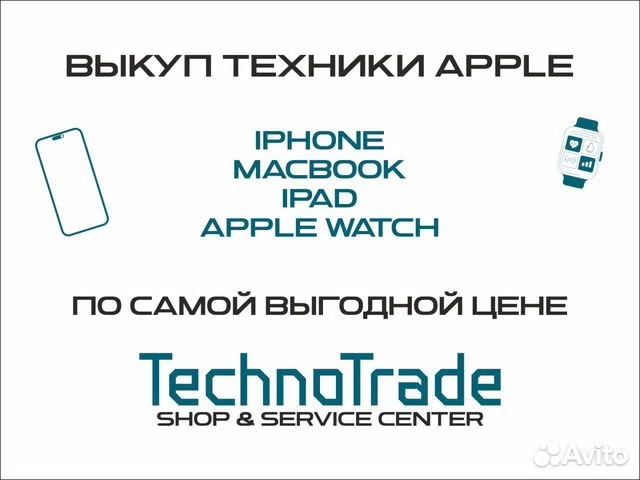 ВЫКУП ТЕХНИКИ APPLE
IPHONE
MACBOOK
IPAD
APPLE WATCH
ПО САМОЙ ВЫГОДНОЙ ЦЕНЕ
TechnoTrade
SHOP & SERVICE CENTER
Avito